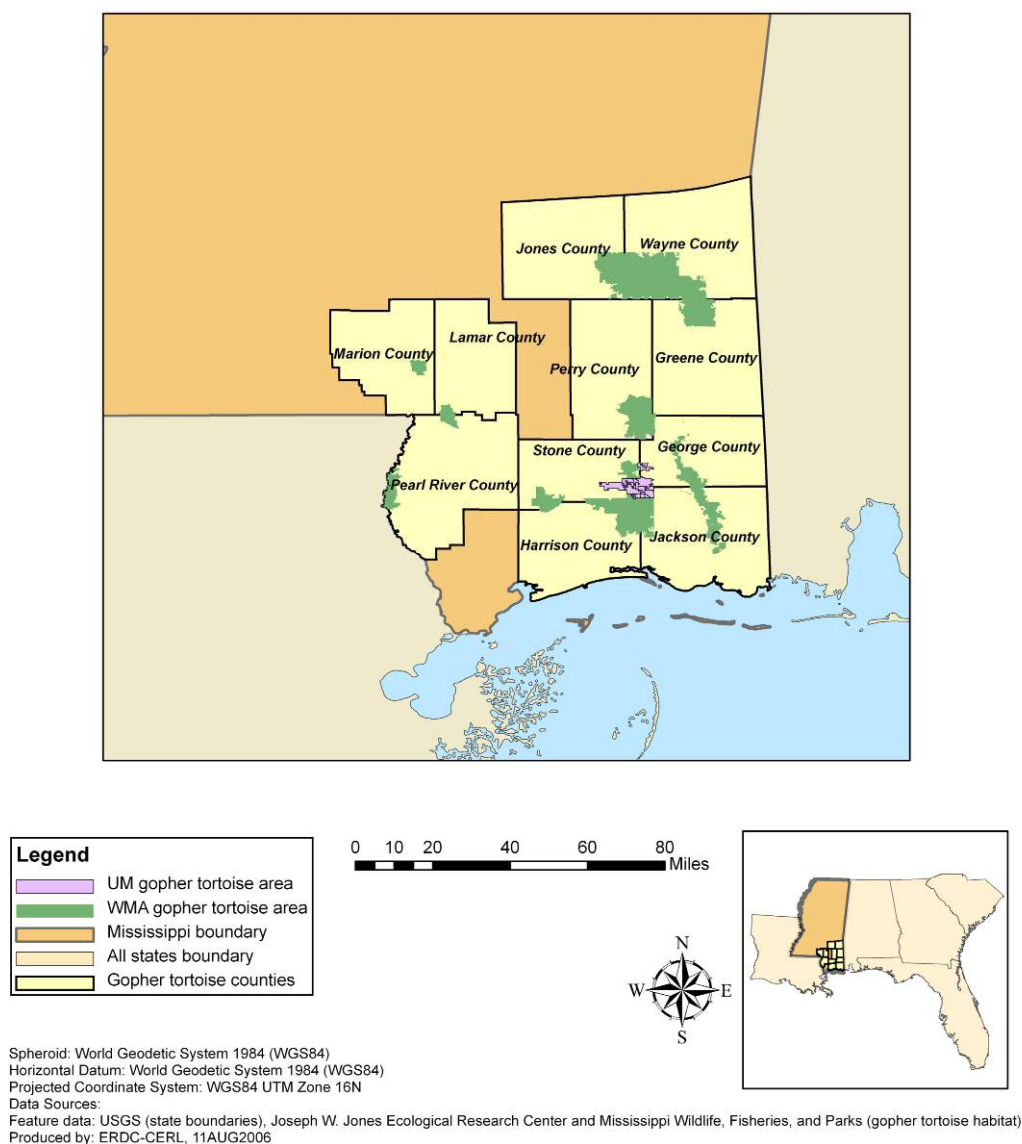 Jones County
Wayne County
Lamar County
Marion County
Perry County
Greene County
Stone County
George County
Pearl River County
Harrison County
Jackson County
Legend
UM gopher tortoise area
WMA gopher tortoise area
Mississippi boundary
All states boundary
Gopher tortoise counties
0 10 20 40 60 80
Miles
N
W E
S
Spheroid: World Geodetic System 1984 (WGS84)
Horizontal Datum: World Geodetic System 1984 (WGS84)
Projected Coordinate System: WGS84 UTM Zone 16N
Data Sources:
Feature data: USGS (state boundaries), Joseph W. Jones Ecological Research Center and Mississippi Wildlife, Fisheries, and Parks (gopher tortoise habitat)
Produced by: ERDC-CERL, 11AUG2006